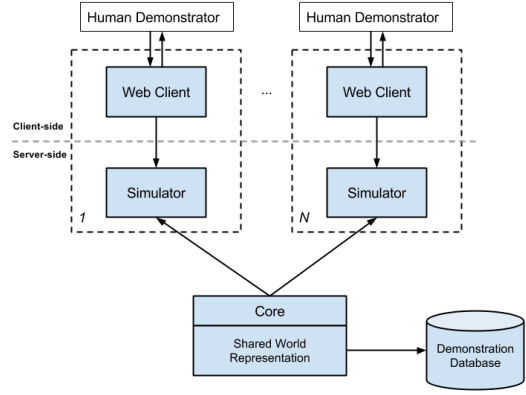 Human Demonstrator
Human Demonstrator
Web Client
...
Web Client
Client-side
Server-side
Simulator
Simulator
1
N
Core
Shared World
Representation
Demonstration
Database